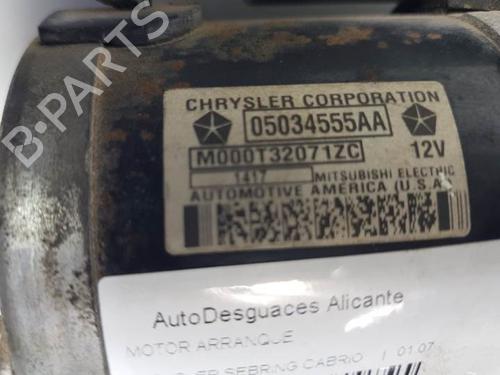 CHRYSLER CORPORATION
05034555AA
M000T32071ZC 12V
1417 MITSUBISHI ELECTRIC
AUTOMOTIVE AMERICA (U.S.A
AutoDesguaces Alicante
MOTOR ARRANQUE
SEBRING CABRIO | 01.07
B-PARTS